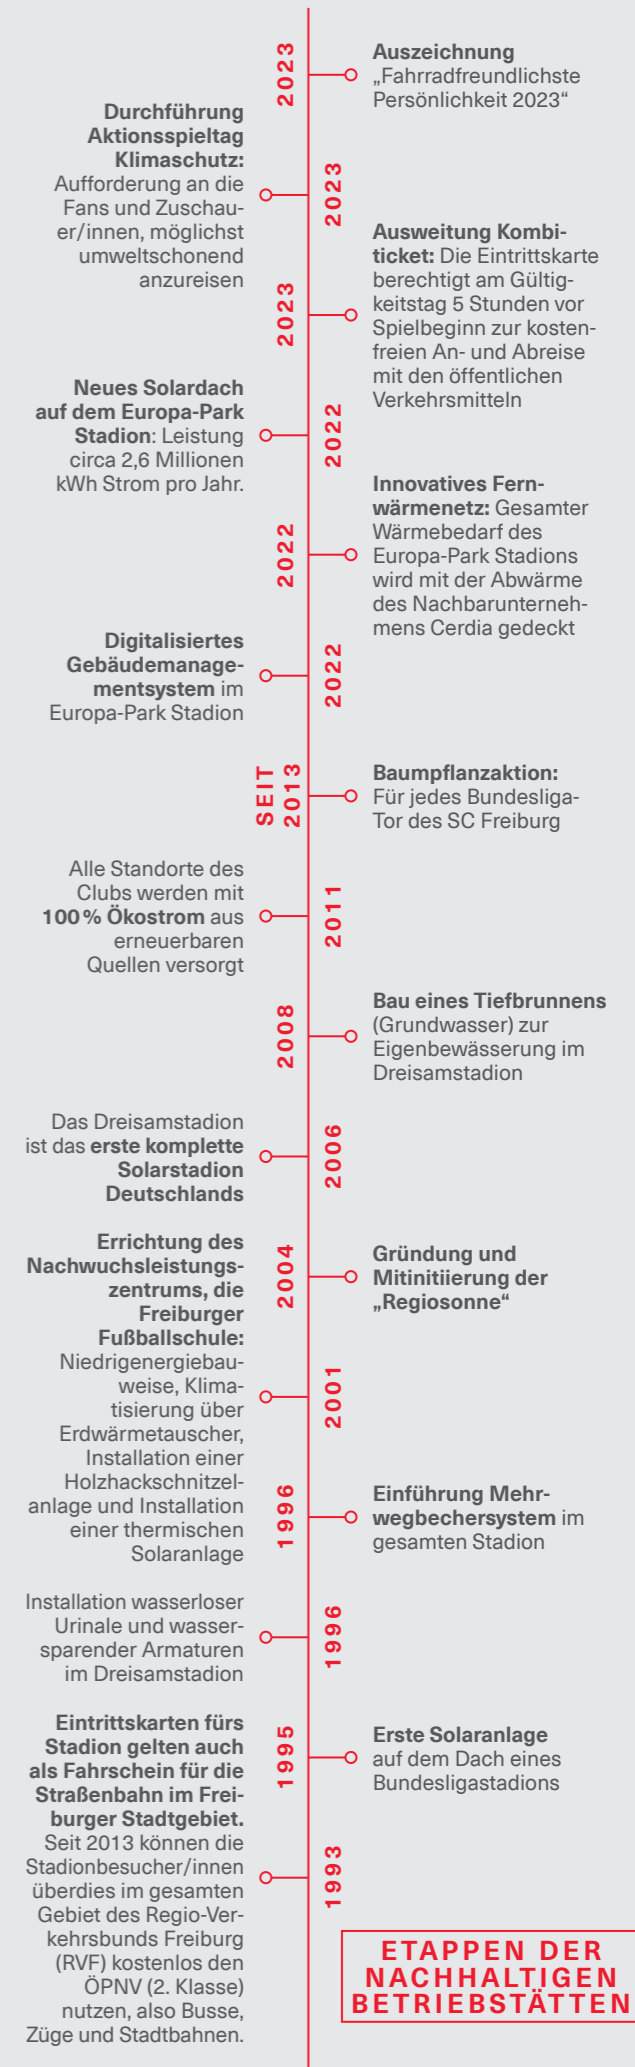 2023
Auszeichnung
„Fahrradfreundlichste
Persönlichkeit 2023“
Durchführung
Aktionsspieltag
Klimaschutz:
Aufforderung an die
Fans und Zuschau-
er/innen, möglichst
umweltschonend
anzureisen
2023
2023
Ausweitung Kombi-
ticket: Die Eintrittskarte
berechtigt am Gültig-
keitstag 5 Stunden vor
Spielbeginn zur kosten-
freien An- und Abreise
mit den öffentlichen
Verkehrsmitteln
Neues Solardach
auf dem Europa-Park
Stadion: Leistung
circa 2,6 Millionen
kWh Strom pro Jahr.
2022
2022
Innovatives Fern-
wärmenetz: Gesamter
Wärmebedarf des
Europa-Park Stadions
wird mit der Abwärme
des Nachbarunterneh-
mens Cerdia gedeckt
Digitalisiertes
Gebäudemanage-
mentsystem im
Europa-Park Stadion
2022
SEIT
2013
Baumpflanzaktion:
Für jedes Bundesliga-
Tor des SC Freiburg
Alle Standorte des
Clubs werden mit
100 % Ökostrom aus
erneuerbaren
Quellen versorgt
2011
2008
Bau eines Tiefbrunnens
(Grundwasser) zur
Eigenbewässerung im
Dreisamstadion
Das Dreisamstadion
ist das erste komplette
Solarstadion
Deutschlands
2006
2004
Gründung und
Mitinitiierung der
„Regiosonne“
Errichtung des
Nachwuchsleistungs-
zentrums, die
Freiburger
Fußballschule:
Niedrigenergiebau-
weise, Klima-
tisierung über
Erdwärmetauscher,
Installation einer
Holzhackschnitzel-
anlage und Installation
einer thermischen
Solaranlage
2001
1996
Einführung Mehr-
wegbechersystem im
gesamten Stadion
Installation wasserloser
Urinale und wasser-
sparender Armaturen
im Dreisamstadion
1996
1995
Erste Solaranlage
auf dem Dach eines
Bundesligastadions
Eintrittskarten fürs
Stadion gelten auch
als Fahrschein für die
Straßenbahn im Frei-
burger Stadtgebiet.
Seit 2013 können die
Stadionbesucher/innen
überdies im gesamten
Gebiet des Regio-Ver-
kehrsbunds Freiburg
(RVF) kostenlos den
ÖPNV (2. Klasse)
nutzen, also Busse,
Züge und Stadtbahnen.
1993
ETAPPEN DER
NACHHALTIGEN
BETRIEBSTÄTTEN